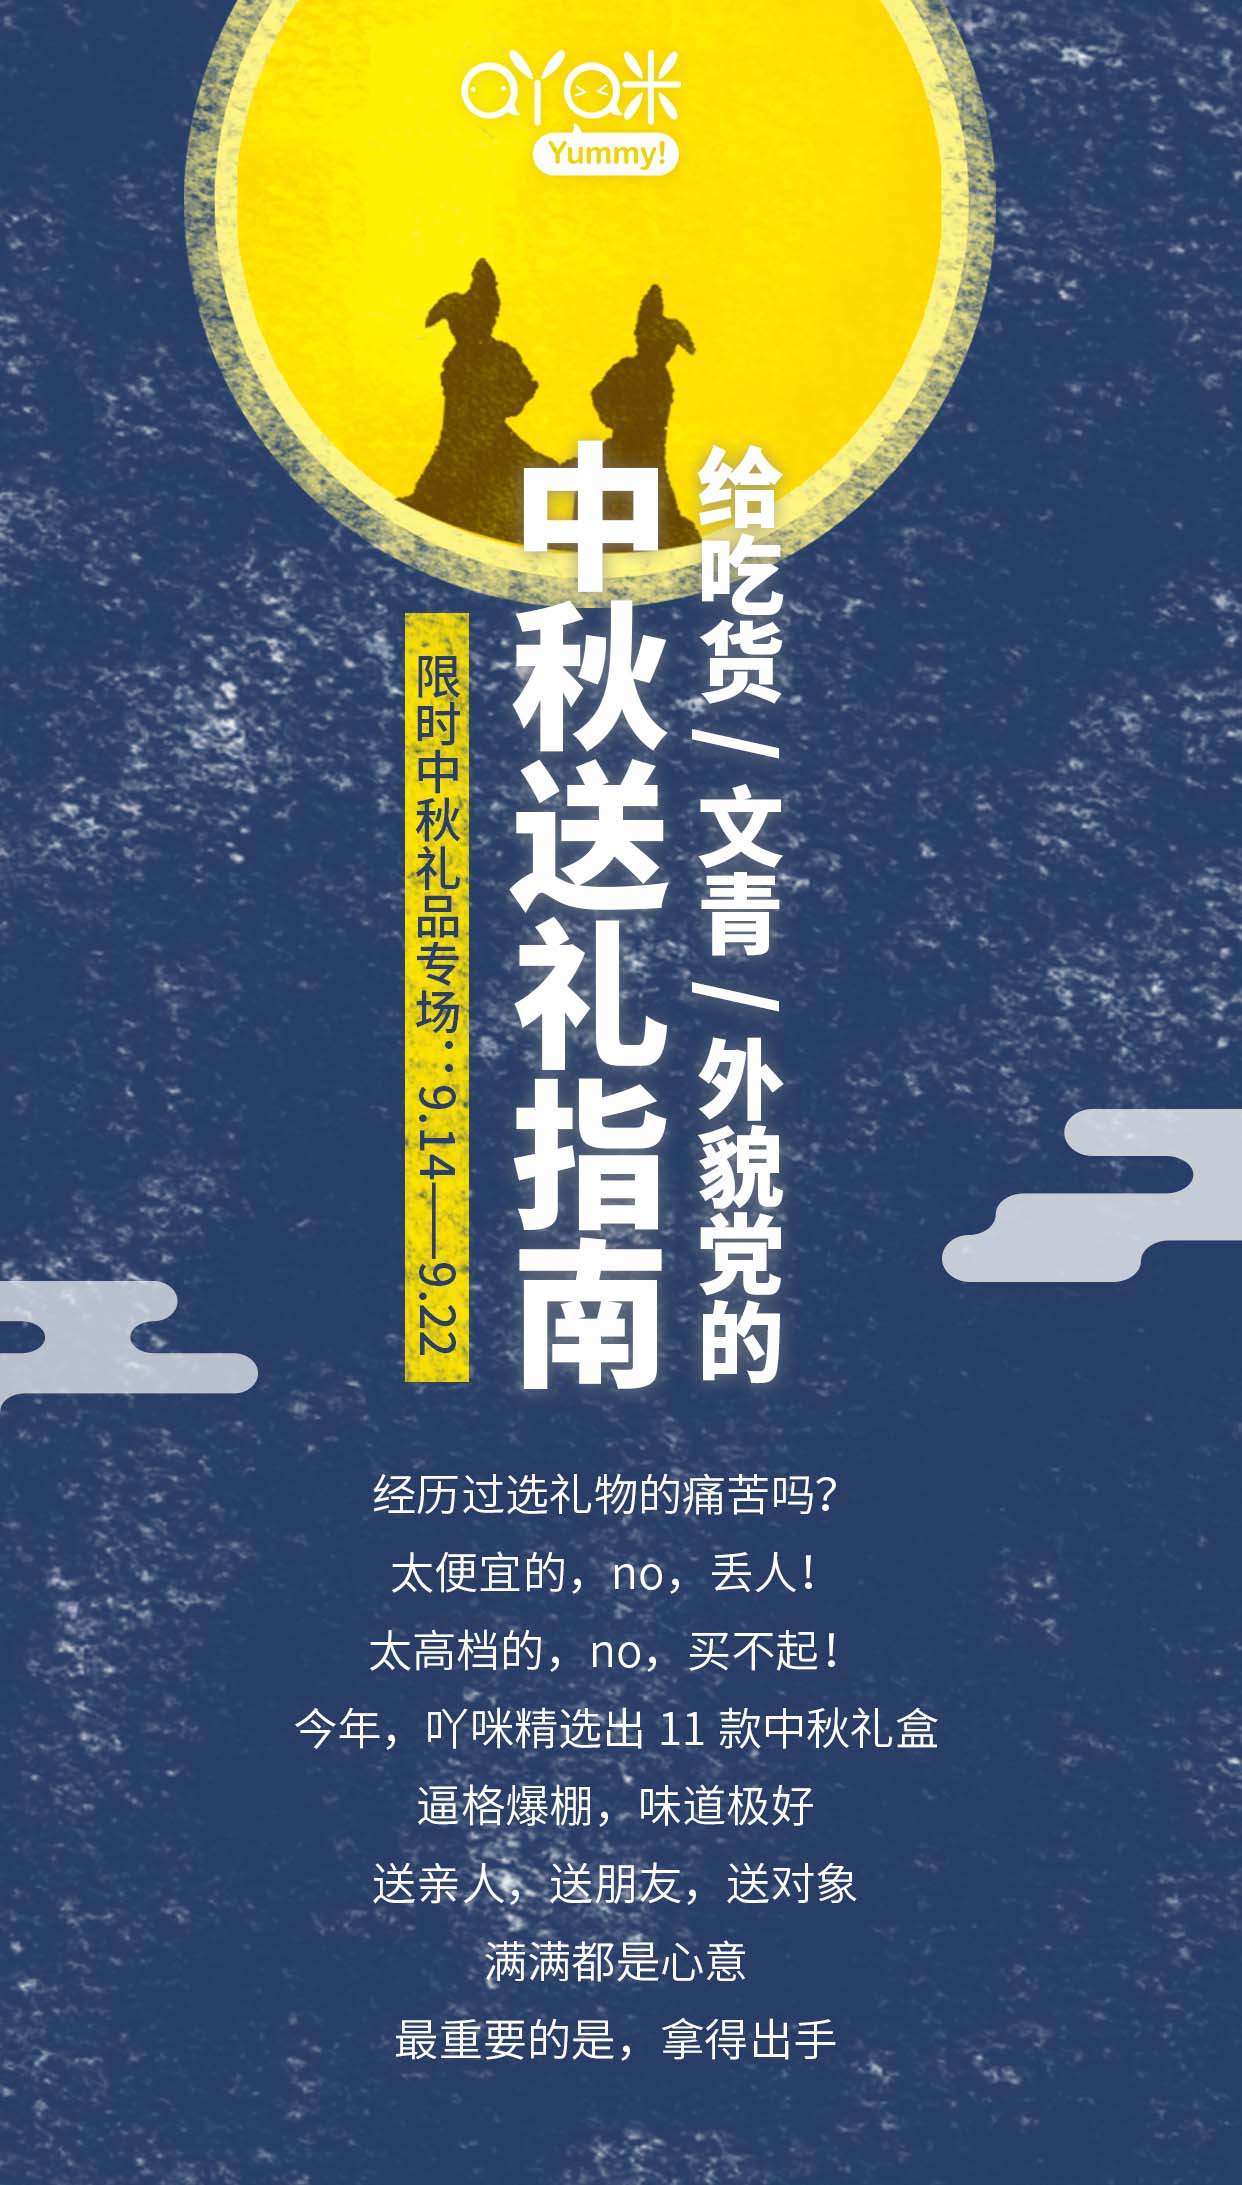 吖咪
Yummy!
给吃货/文青/外貌党的
中秋送礼指南
限时中秋礼品专场：9.14——9.22
经历过选礼物的痛苦吗？
太便宜的，no，丢人！
太高档的，no，买不起！
今年，吖咪精选出 11 款中秋礼盒
逼格爆棚，味道极好
送亲人，送朋友，送对象
满满都是心意
最重要的是，拿得出手